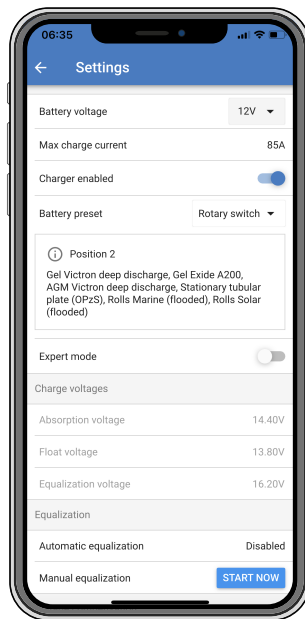 06:35
Settings
Battery voltage 12V
Max charge current 85A
Charger enabled
Battery preset Rotary switch
Position 2
Gel Victron deep discharge, Gel Exide A200,
AGM Victron deep discharge, Stationary tubular
plate (OPzS), Rolls Marine (flooded), Rolls Solar
(flooded)
Expert mode
Charge voltages
Absorption voltage 14.40V
Float voltage 13.80V
Equalization voltage 16.20V
Equalization
Automatic equalization Disabled
Manual equalization START NOW